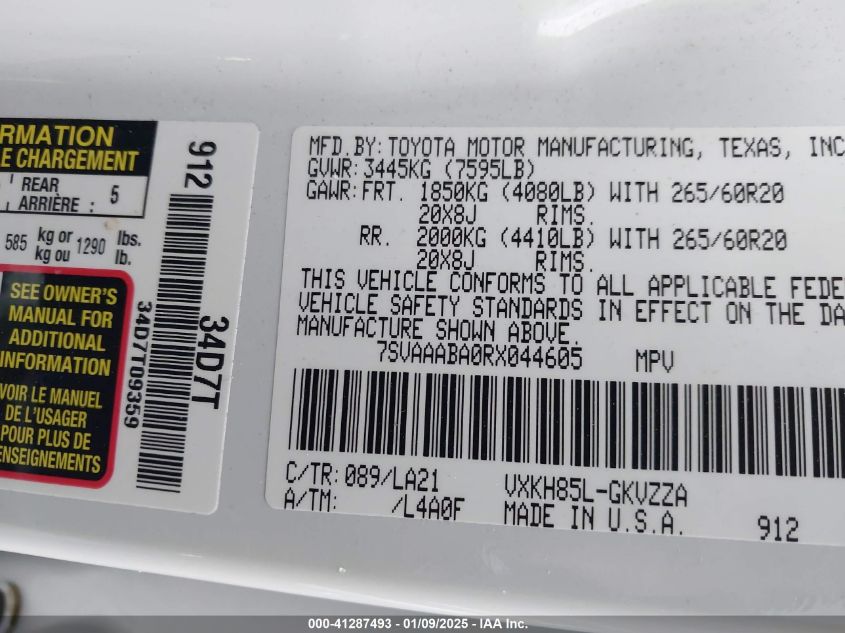 RMATION
E CHARGEMENT
REAR
ARRIÈRE : 5
585 kg or 1290 lbs.
kg ou lb.
SEE OWNER'S
MANUAL FOR
ADDITIONAL
INFORMATION
VOIR LE MANUEL
DE L'USAGER
POUR PLUS DE
ENSEIGNEMENTS
912
34D7T
34D7T09359
MFD.BY:TOYOTA MOTOR MANUFACTURING, TEXAS, INC
GVWR:3445KG (7595LB)
GAWR:FRT. 1850KG (4080LB) WITH 265/60R20
20X8J RIMS.
RR. 2000KG (4410LB) WITH 265/60R20
20X8J RIMS.
THIS VEHICLE CONFORMS TO ALL APPLICABLE FEDE
VEHICLE SAFETY STANDARDS IN EFFECT ON THE DA
MANUFACTURE SHOWN ABOVE.
7SVAAABA0RX044605 MPV
C/TR:089/LA21 VXKH85L-GKVZZA
A/TM: /L4A0F MADE IN U.S.A. 912
000-41287493 - 01/09/2025 - IAA Inc.